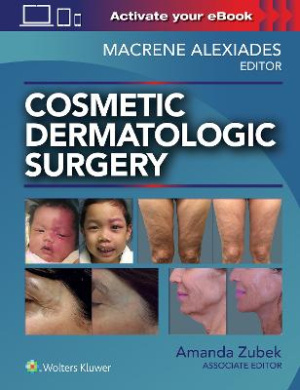 Activate your eBook
MACRENE ALEXIADES
EDITOR
COSMETIC
DERMATOLOGIC
SURGERY
Amanda Zubek
ASSOCIATE EDITOR
Wolters Kluwer